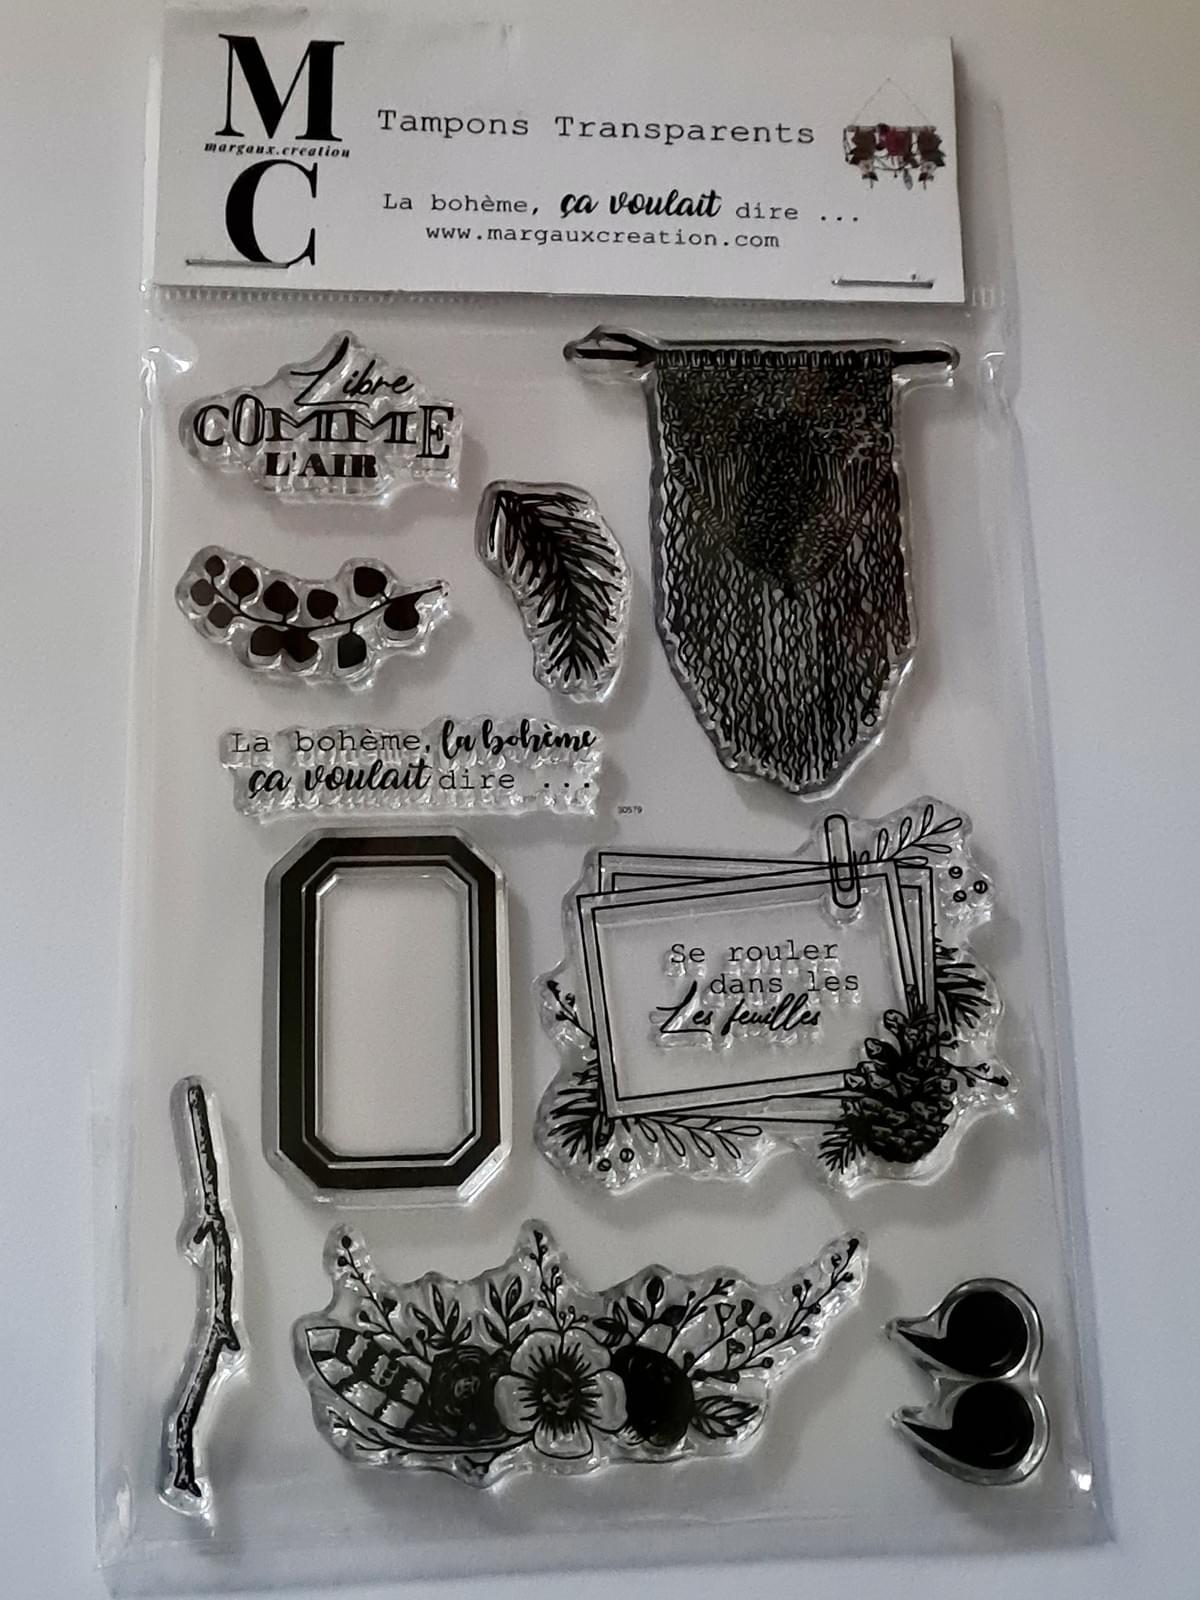 M
margaux.creation
C
Tampons Transparents
La bohème, ça voulait dire ...
www.margauxcreation.com
Libre
COMME
L'AIR
La bohème, la bohème
ça voulait dire ...
30579
Se rouler
dans les
Les feuilles